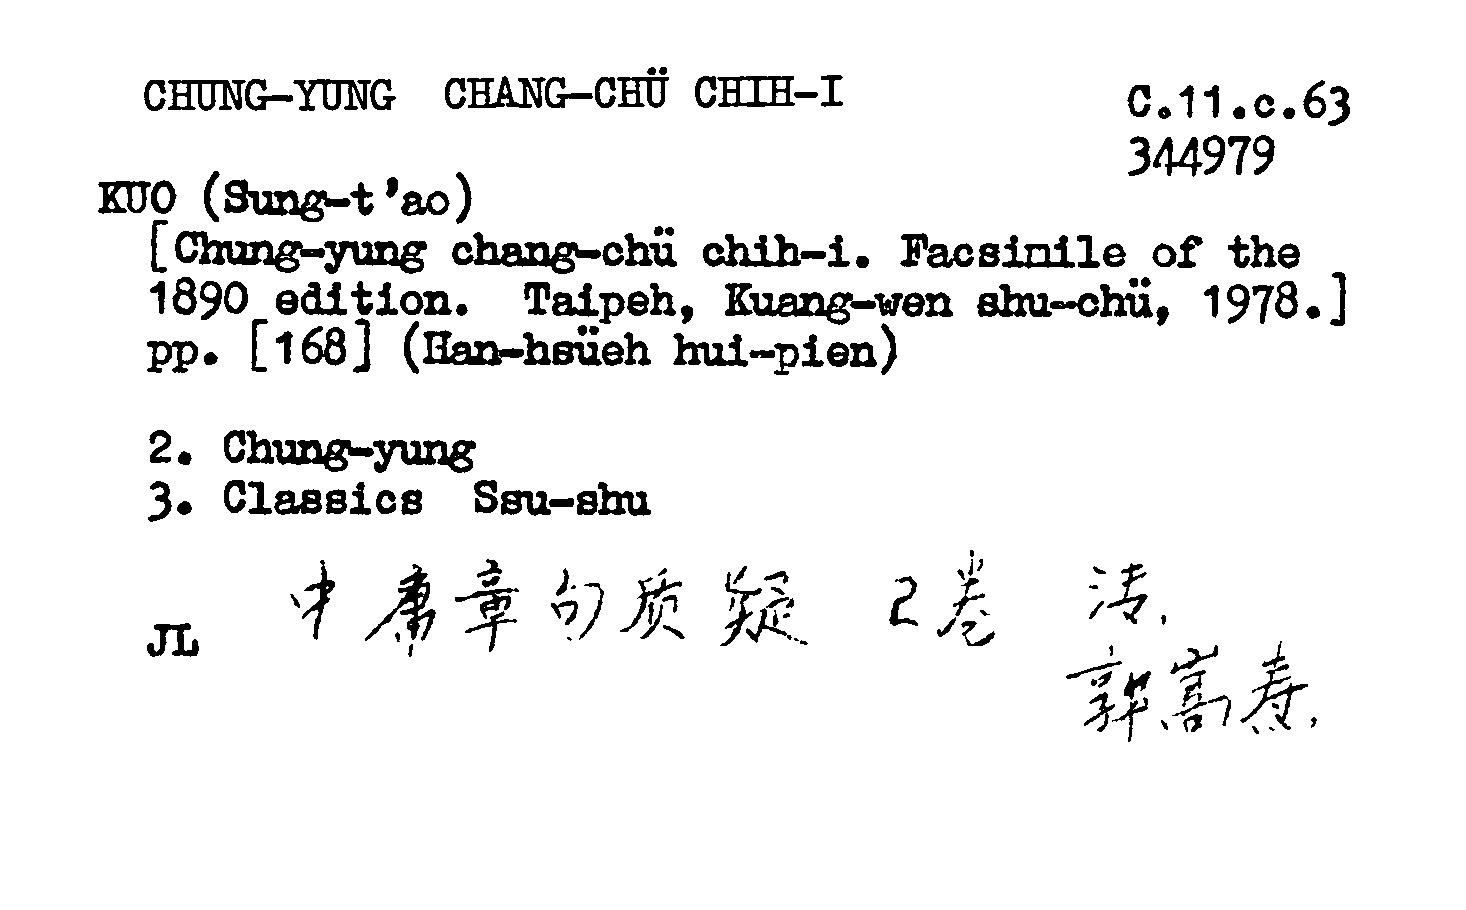 CHUNG-YUNG CHANG-CHÜ CHIH-I
C.11.c.63
344979
KUO (Sung-t'ao)
[Chung-yung chang-chü chih-i. Facsinile of the
1890 edition. Taipeh, Kuang-wen shu-chü, 1978.]
pp. [168] (Han-hsüeh hui-pien)
2. Chung-yung
3. Classics Ssu-shu
中庸章句质疑 2卷 清.
JL
郭嵩焘.